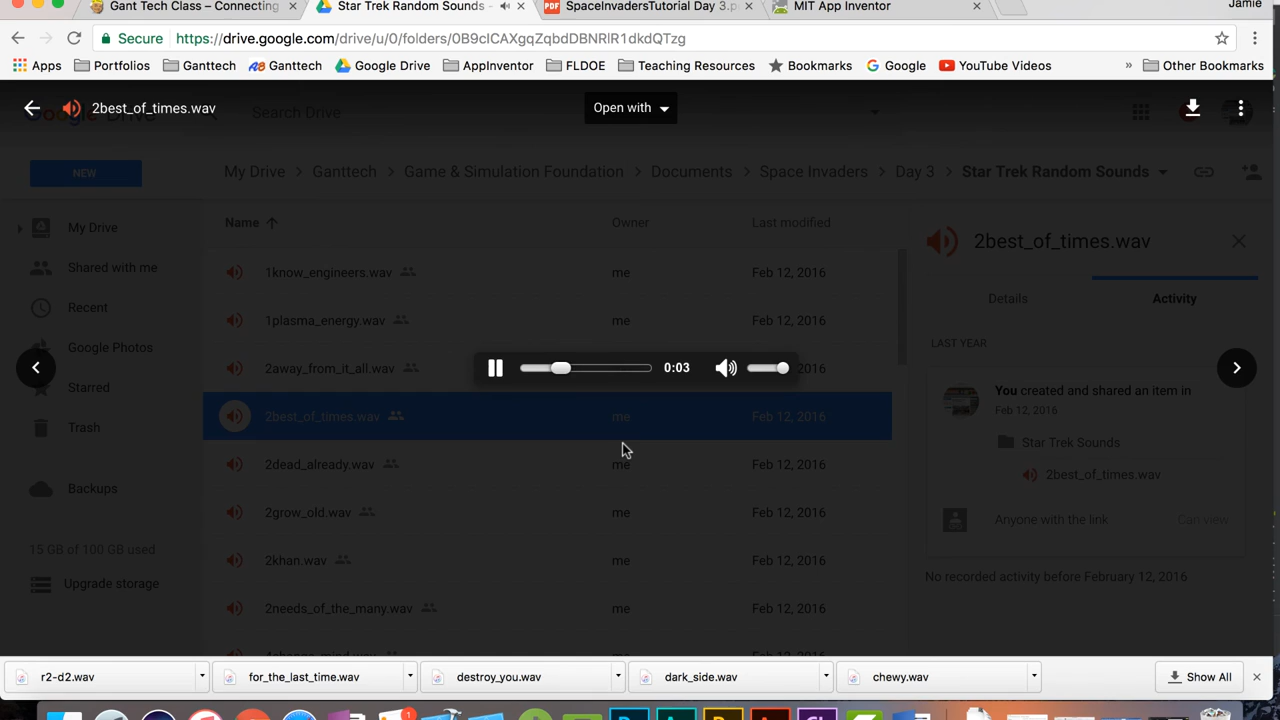 Gant Tech Class – Connecting
Star Trek Random Sounds -
SpaceInvadersTutorial Day 3.p
MIT App Inventor
Jamie
Secure
https://drive.google.com/drive/u/0/folders/0B9cICAXgqZqbdDBNRlR1dkdQTzg
Apps
Portfolios
Ganttech
Ganttech
Google Drive
AppInventor
FLDOE
Teaching Resources
Bookmarks
Google
YouTube Videos
»
Other Bookmarks
2best_of_times.wav
Search Drive
Open with
NEW
My Drive
Ganttech
Game & Simulation Foundation
Documents
Space Invaders
Day 3
Star Trek Random Sounds
My Drive
Shared with me
Recent
Google Photos
Starred
Trash
Backups
15 GB of 100 GB used
Upgrade storage
Name
Owner
Last modified
1know_engineers.wav
me
Feb 12, 2016
1plasma_energy.wav
me
Feb 12, 2016
2away_from_it_all.wav
2016
0:03
2best_of_times.wav
me
Feb 12, 2016
2dead_already.wav
me
Feb 12, 2016
2grow_old.wav
me
Feb 12, 2016
2khan.wav
me
Feb 12, 2016
2needs_of_the_many.wav
me
Feb 12, 2016
2best_of_times.wav
Details
Activity
LAST YEAR
You created and shared an item in
Feb 12, 2016
Star Trek Sounds
2best_of_times.wav
Anyone with the link
Can view
No recorded activity before February 12, 2016
r2-d2.wav
for_the_last_time.wav
destroy_you.wav
dark_side.wav
chewy.wav
Show All